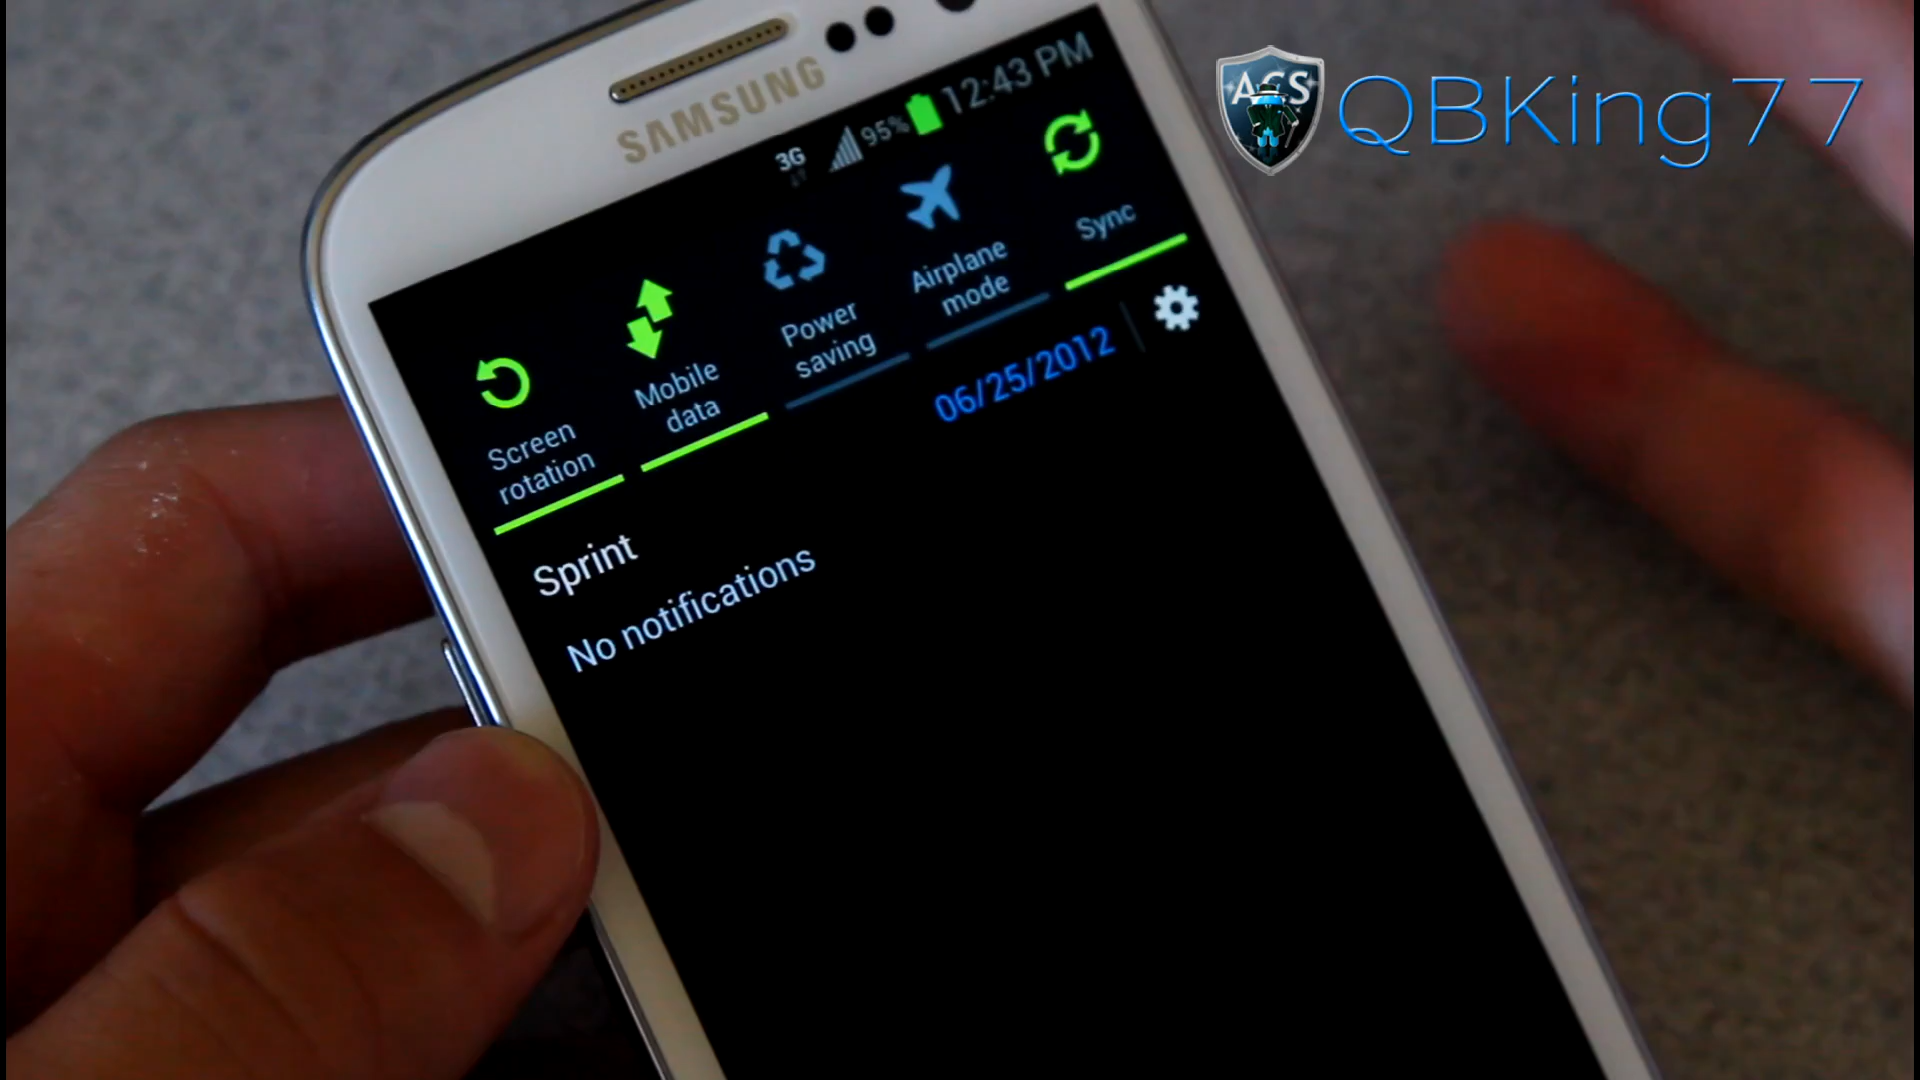 ACS
QBKing77
SAMSUNG
3G 95% 12:43 PM
Screen
rotation
Mobile
data
Power
saving
Airplane
mode
Sync
06/25/2012
Sprint
No notifications